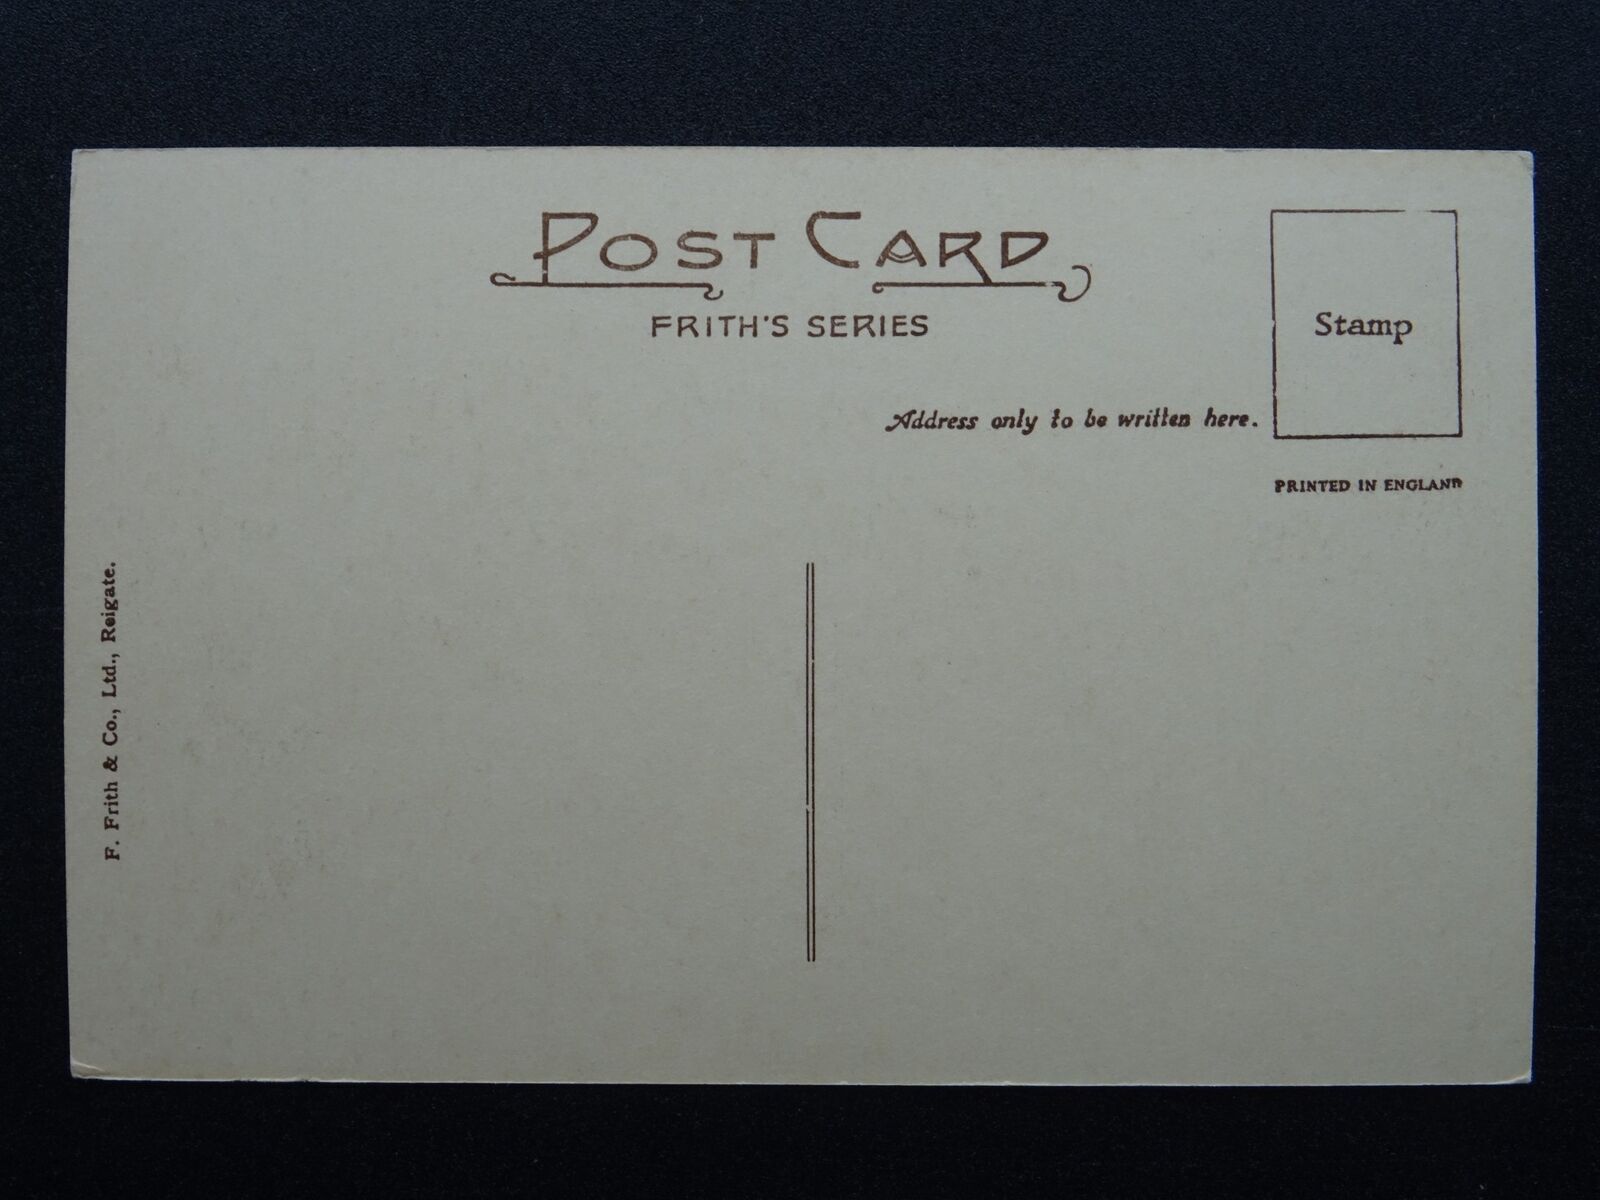 POST CARD
FRITH'S SERIES
Stamp
Address only to be written here.
PRINTED IN ENGLAND
F. Frith & Co., Ltd., Reigate.